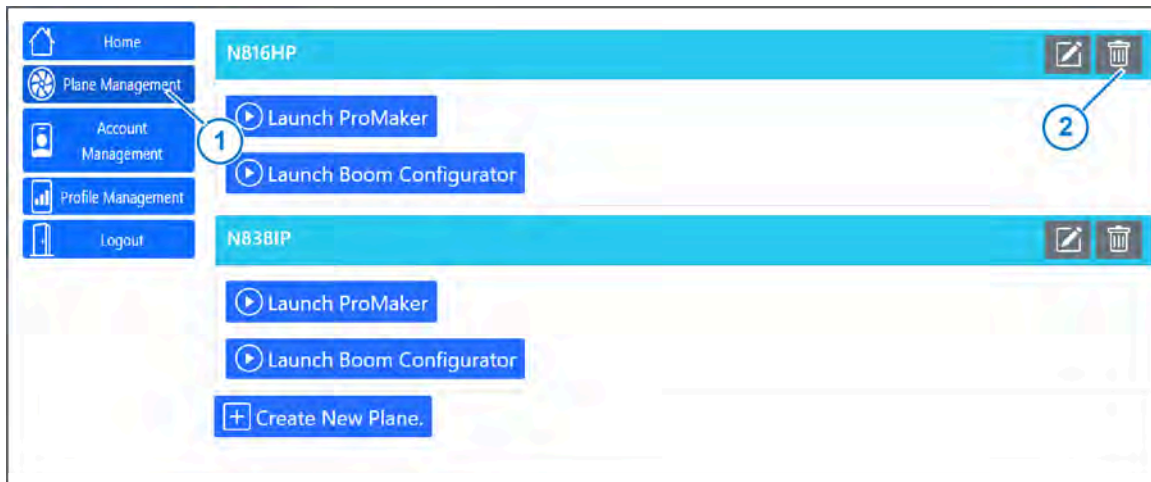 Home
Plane Management
Account
Management
Profile Management
Logout
1
N816HP
2
Launch ProMaker
Launch Boom Configurator
N838IP
Launch ProMaker
Launch Boom Configurator
Create New Plane.